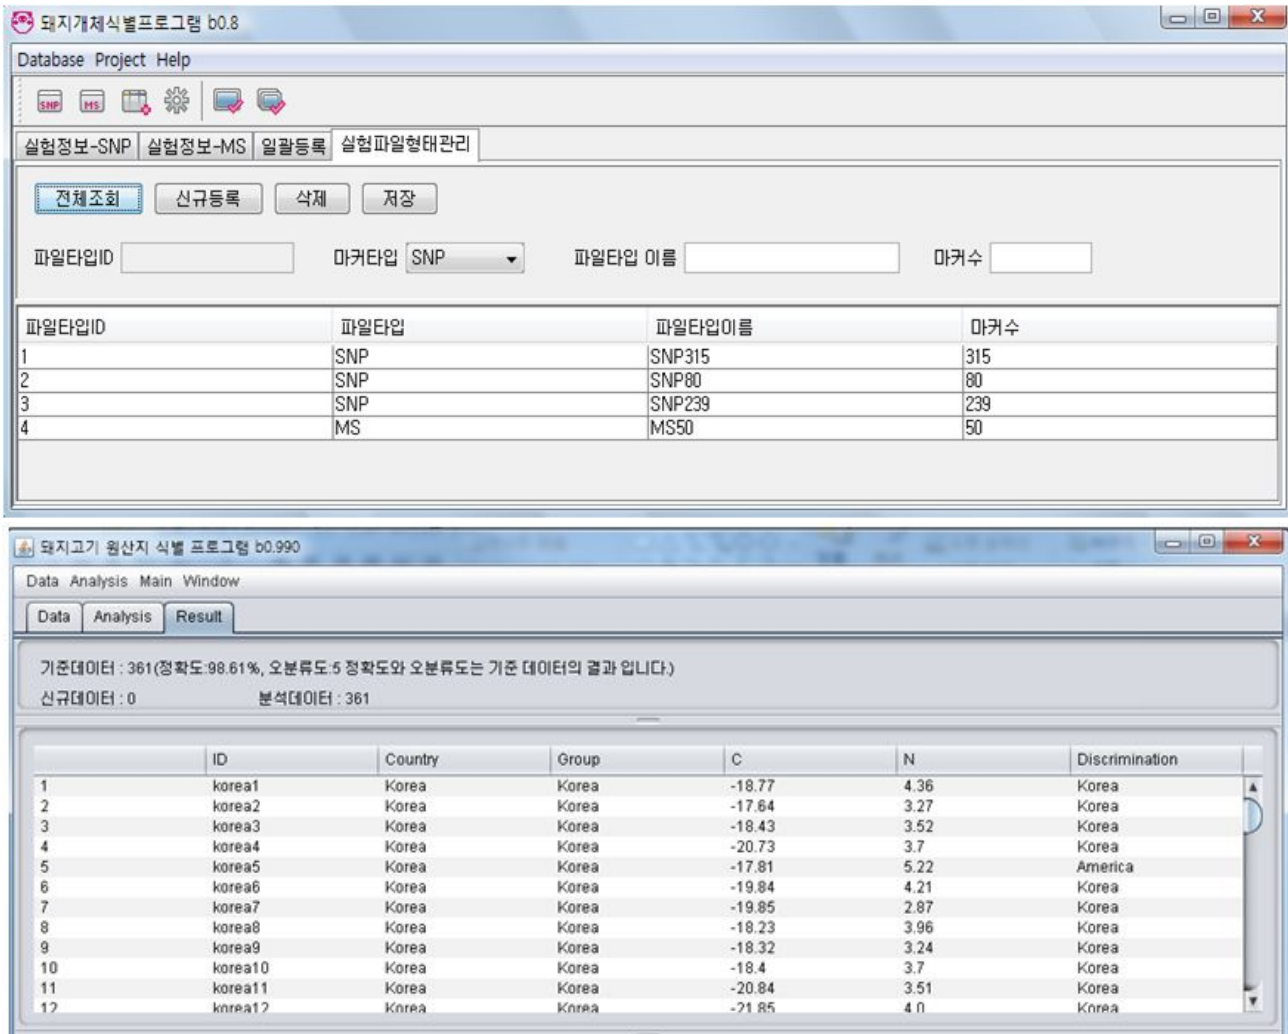 돼지개체식별프로그램 b0.8
Database Project Help
SNP MS
실험정보-SNP 실험정보-MS 일괄등록 실험파일형태관리
전체조회 신규등록 삭제 저장
파일타입ID 마커타입 SNP 파일타입 이름 마커수
파일타입ID 파일타입 파일타입이름 마커수
1 SNP SNP315 315
2 SNP SNP80 80
3 SNP SNP239 239
4 MS MS50 50
돼지고기 원산지 식별 프로그램 b0.990
Data Analysis Main Window
Data Analysis Result
기준데이터 : 361(정확도:98.61%, 오분류도:5 정확도와 오분류도는 기준 데이터의 결과 입니다.)
신규데이터 : 0 분석데이터 : 361
ID Country Group C N Discrimination
1 korea1 Korea Korea -18.77 4.36 Korea
2 korea2 Korea Korea -17.64 3.27 Korea
3 korea3 Korea Korea -18.43 3.52 Korea
4 korea4 Korea Korea -20.73 3.7 Korea
5 korea5 Korea Korea -17.81 5.22 America
6 korea6 Korea Korea -19.84 4.21 Korea
7 korea7 Korea Korea -19.85 2.87 Korea
8 korea8 Korea Korea -18.23 3.96 Korea
9 korea9 Korea Korea -18.32 3.24 Korea
10 korea10 Korea Korea -18.4 3.7 Korea
11 korea11 Korea Korea -20.84 3.51 Korea
12 korea12 Korea Korea -21.85 4.0 Korea